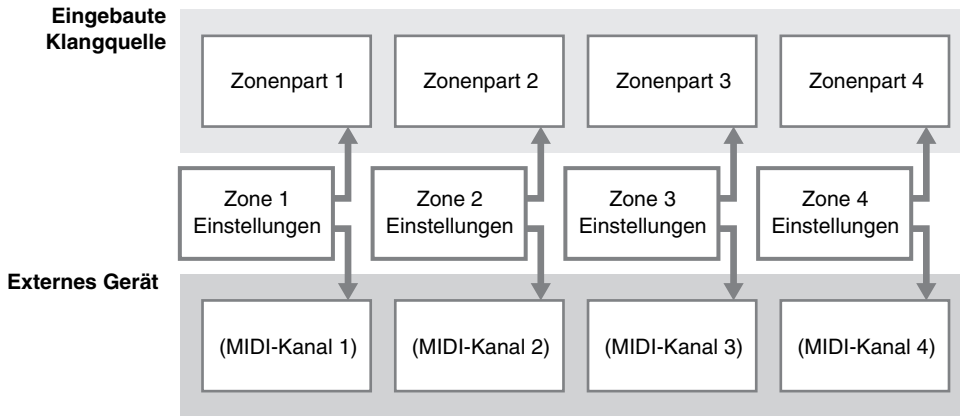 Eingebaute
Klangquelle
Zonenpart 1
Zonenpart 2
Zonenpart 3
Zonenpart 4
Zone 1
Einstellungen
Zone 2
Einstellungen
Zone 3
Einstellungen
Zone 4
Einstellungen
Externes Gerät
(MIDI-Kanal 1)
(MIDI-Kanal 2)
(MIDI-Kanal 3)
(MIDI-Kanal 4)